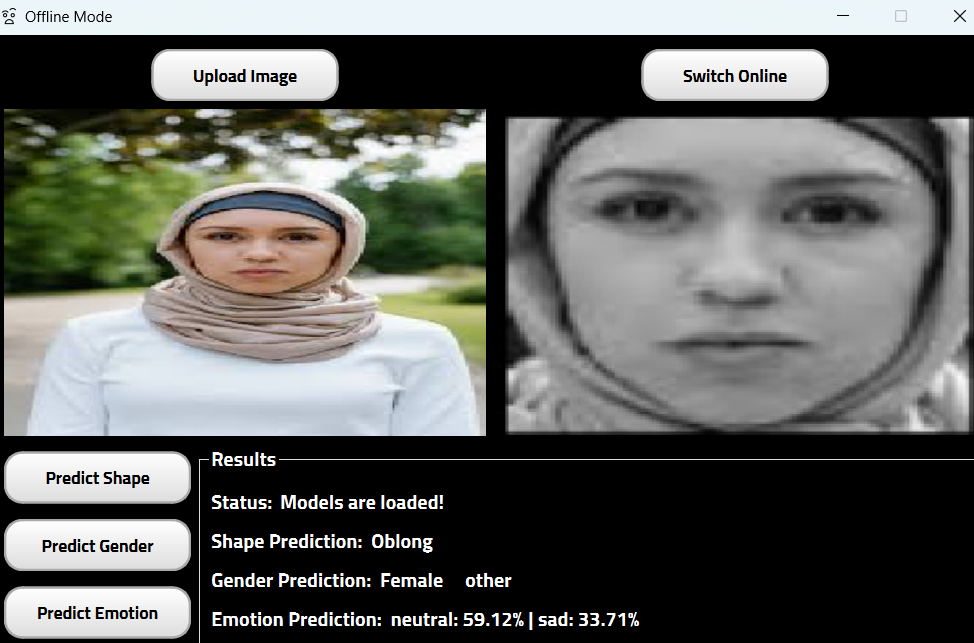 Offline Mode
Upload Image
Switch Online
Predict Shape
Predict Gender
Predict Emotion
Results
Status: Models are loaded!
Shape Prediction: Oblong
Gender Prediction: Female other
Emotion Prediction: neutral: 59.12% | sad: 33.71%